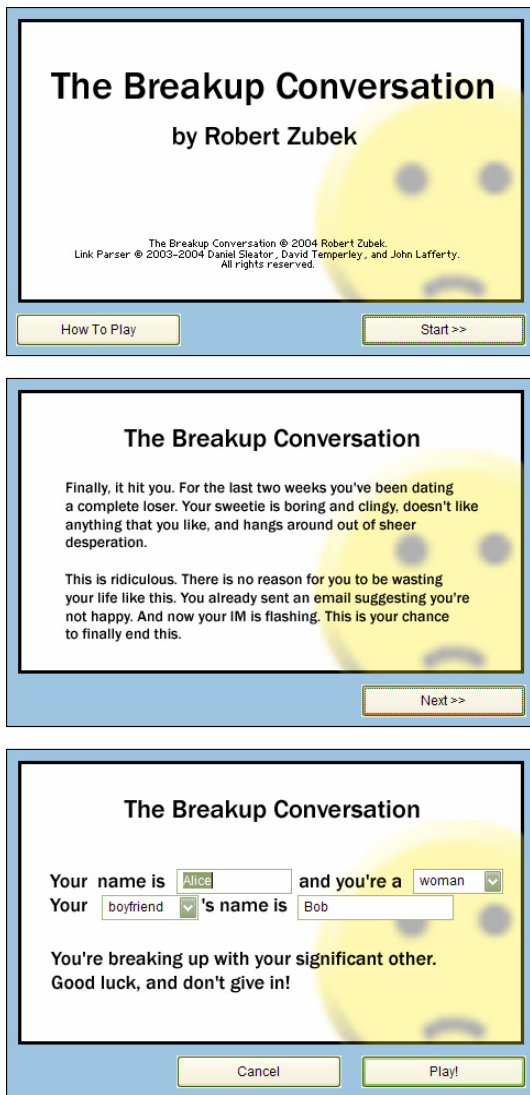 The Breakup Conversation
by Robert Zubek
The Breakup Conversation © 2004 Robert Zubek.
Link Parser © 2003-2004 Daniel Sleator, David Temperley, and John Lafferty.
All rights reserved.
How To Play
Start >>
The Breakup Conversation
Finally, it hit you. For the last two weeks you've been dating
a complete loser. Your sweetie is boring and clingy, doesn't like
anything that you like, and hangs around out of sheer
desperation.
This is ridiculous. There is no reason for you to be wasting
your life like this. You already sent an email suggesting you're
not happy. And now your IM is flashing. This is your chance
to finally end this.
Next >>
The Breakup Conversation
Your name is Alice and you're a woman
Your boyfriend 's name is Bob
You're breaking up with your significant other.
Good luck, and don't give in!
Cancel
Play!